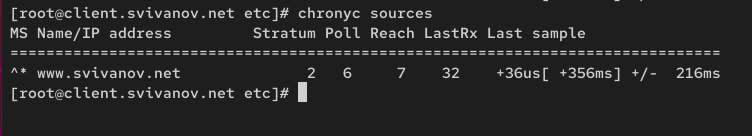 [root@client.svivanov.net etc]# chronyc sources
MS Name/IP address         Stratum Poll Reach LastRx Last sample
===============================================================================
^* www.svivanov.net              2   6     7    32    +36us[ +356ms] +/-  216ms
[root@client.svivanov.net etc]#